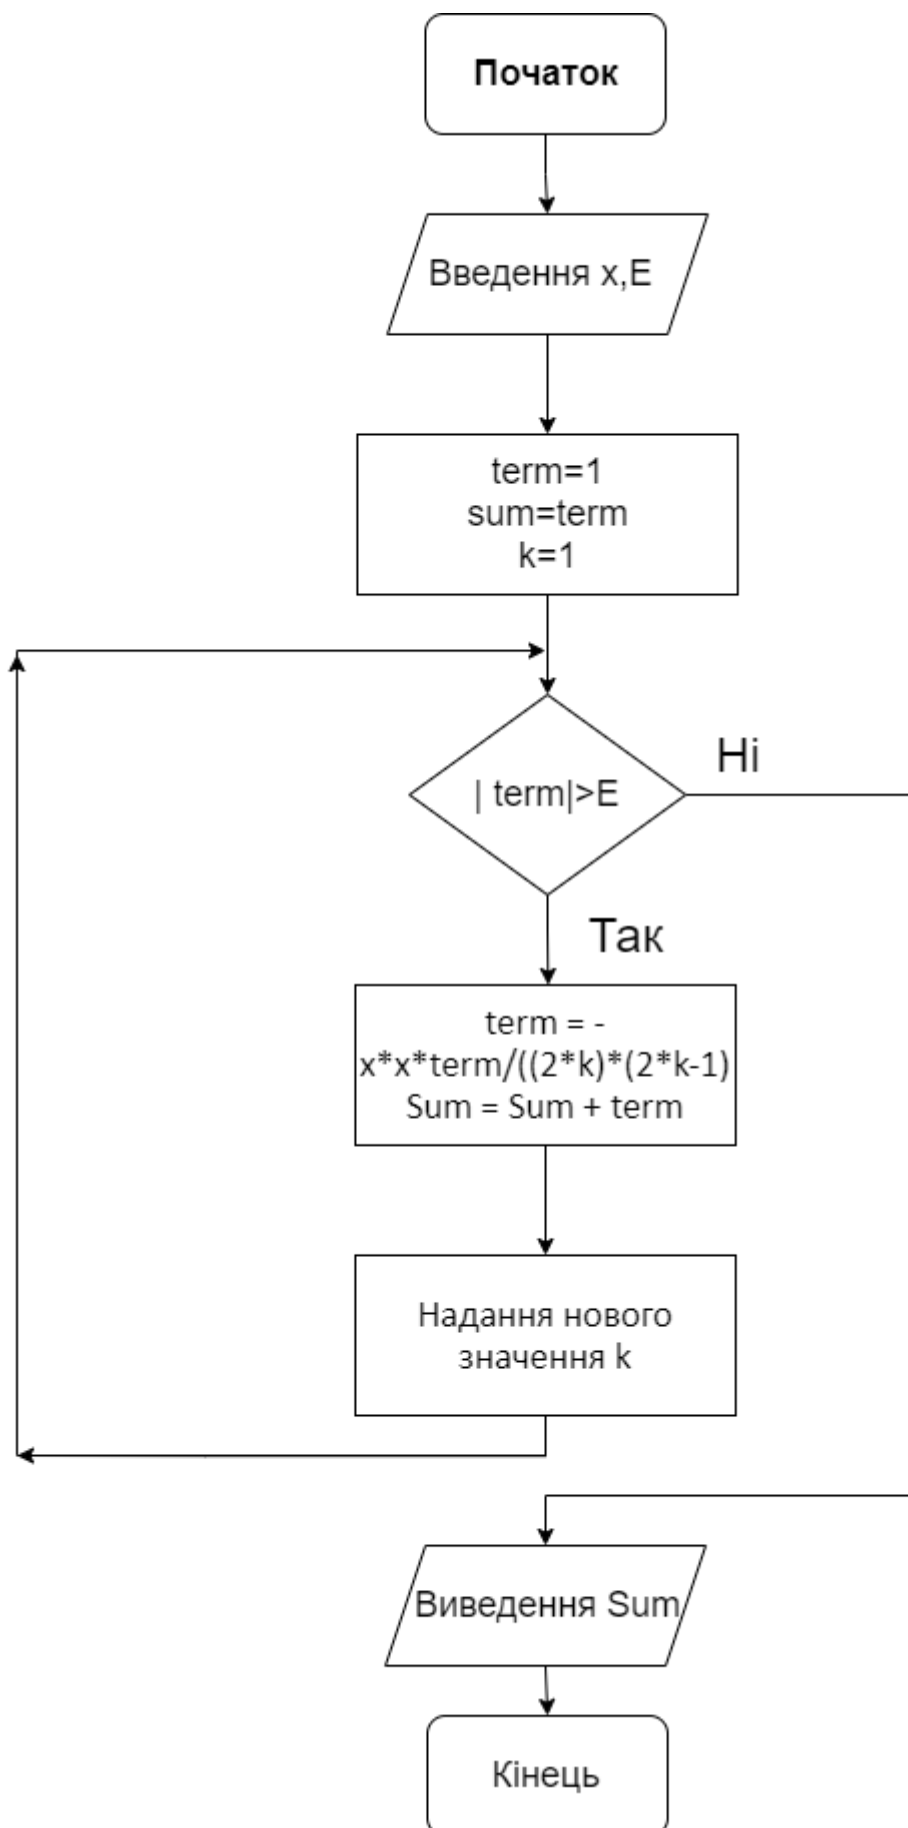 Початок
Введення x,E
term=1
sum=term
k=1
| term|>E
Ні
Так
term = -
x*x*term/((2*k)*(2*k-1)
Sum = Sum + term
Надання нового
значення k
Виведення Sum
Кінець